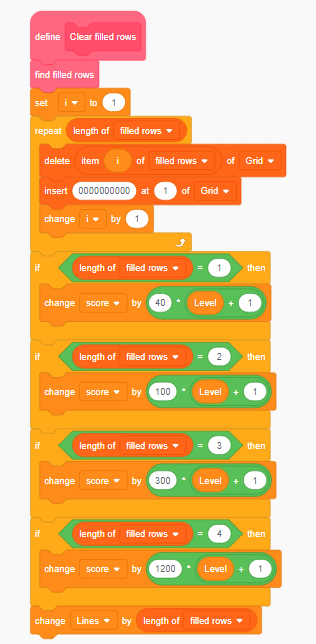 define Clear filled rows
find filled rows
set i to 1
repeat length of filled rows
delete item i of filled rows of Grid
insert 0000000000 at 1 of Grid
change i by 1
if length of filled rows = 1 then
change score by 40 * Level + 1
if length of filled rows = 2 then
change score by 100 * Level + 1
if length of filled rows = 3 then
change score by 300 * Level + 1
if length of filled rows = 4 then
change score by 1200 * Level + 1
change Lines by length of filled rows